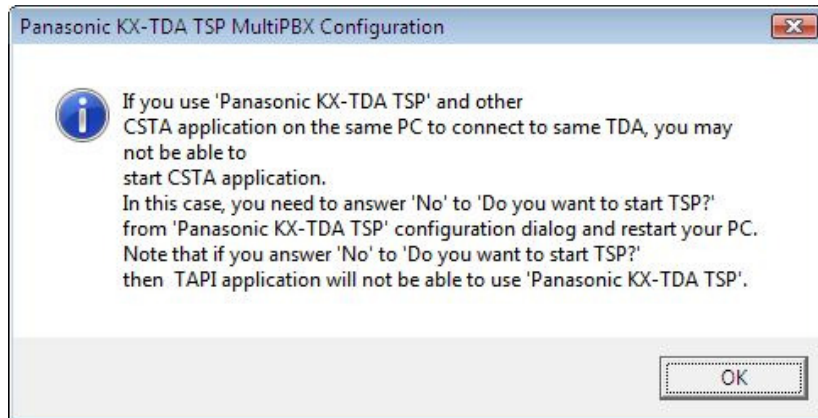 Panasonic KX-TDA TSP MultiPBX Configuration
If you use 'Panasonic KX-TDA TSP' and other
CSTA application on the same PC to connect to same TDA, you may
not be able to
start CSTA application.
In this case, you need to answer 'No' to 'Do you want to start TSP?'
from 'Panasonic KX-TDA TSP' configuration dialog and restart your PC.
Note that if you answer 'No' to 'Do you want to start TSP?'
then  TAPI application will not be able to use 'Panasonic KX-TDA TSP'.
OK